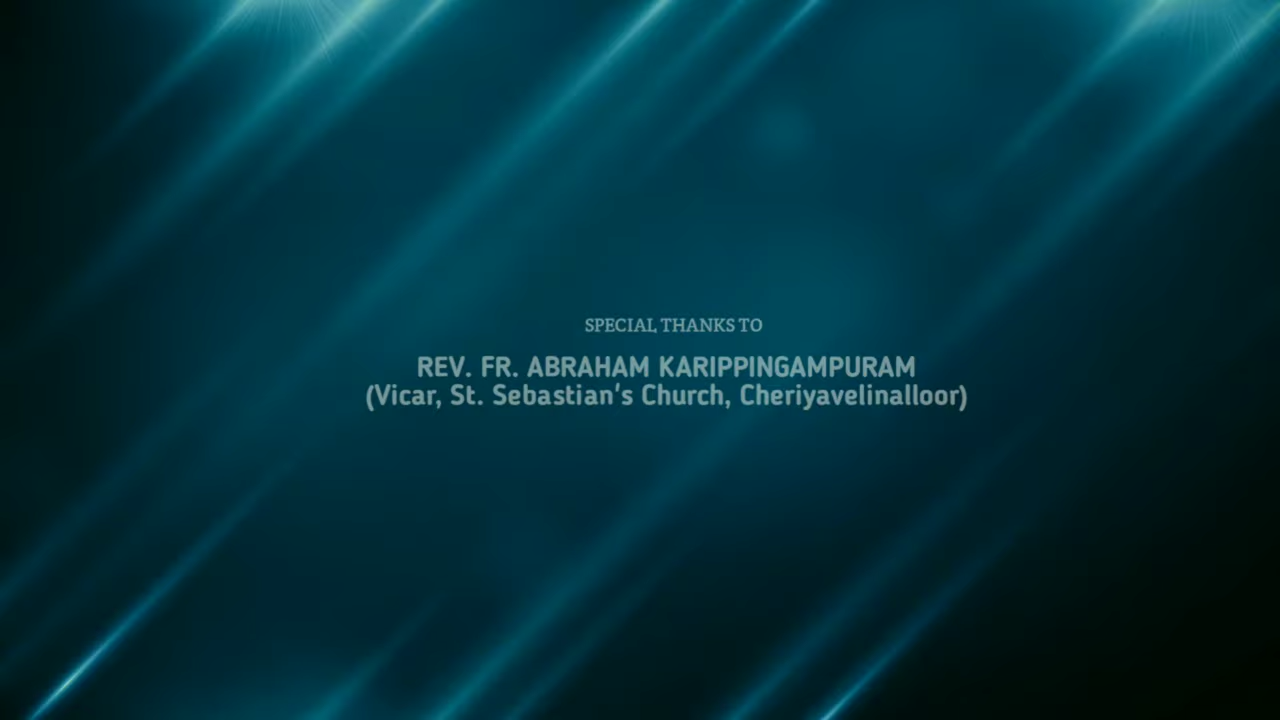 SPECIAL THANKS TO
REV. FR. ABRAHAM KARIPPINGAMPURAM
(Vicar, St. Sebastian's Church, Cheriyavelinalloor)